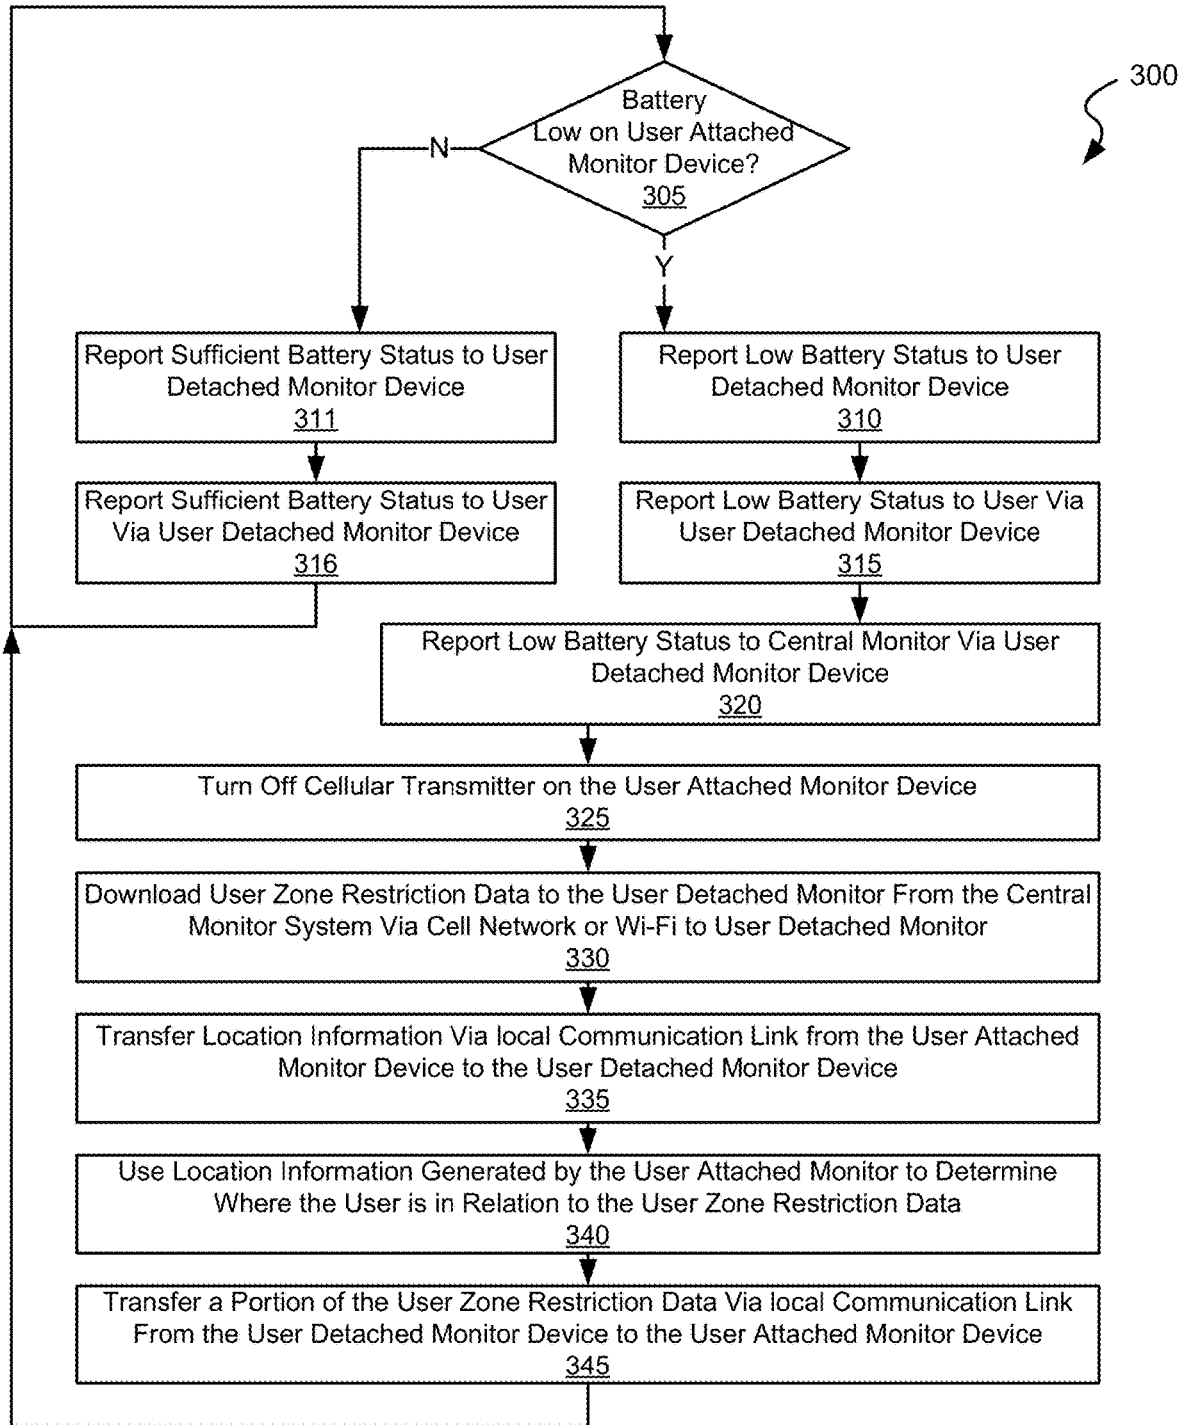 300
Battery
Low on User Attached
Monitor Device?
305
N
Y
Report Sufficient Battery Status to User
Detached Monitor Device
311
Report Low Battery Status to User
Detached Monitor Device
310
Report Sufficient Battery Status to User
Via User Detached Monitor Device
316
Report Low Battery Status to User Via
User Detached Monitor Device
315
Report Low Battery Status to Central Monitor Via User
Detached Monitor Device
320
Turn Off Cellular Transmitter on the User Attached Monitor Device
325
Download User Zone Restriction Data to the User Detached Monitor From the Central
Monitor System Via Cell Network or Wi-Fi to User Detached Monitor
330
Transfer Location Information Via local Communication Link from the User Attached
Monitor Device to the User Detached Monitor Device
335
Use Location Information Generated by the User Attached Monitor to Determine
Where the User is in Relation to the User Zone Restriction Data
340
Transfer a Portion of the User Zone Restriction Data Via local Communication Link
From the User Detached Monitor Device to the User Attached Monitor Device
345